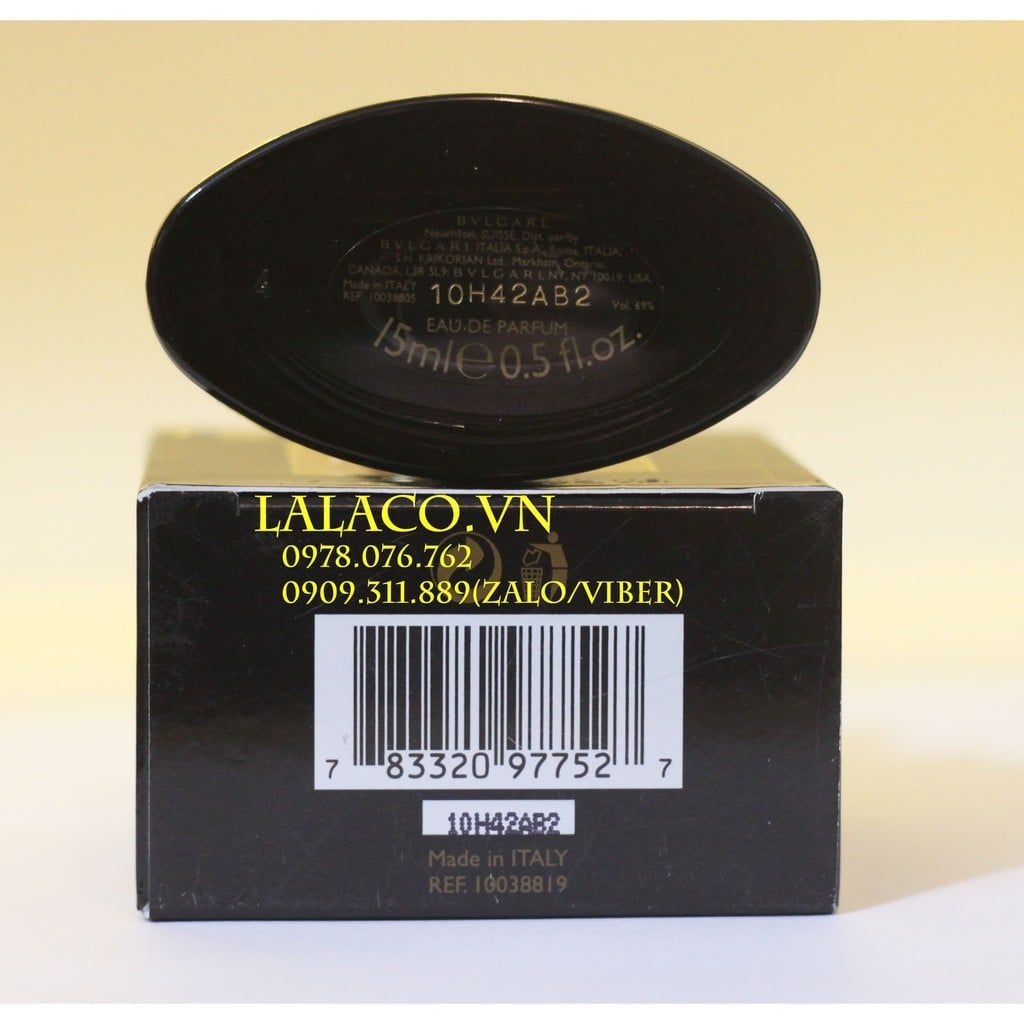 BVLGARI
Neuchâtel, SUISSE, Dist. par/by
BVLGARI ITALIA S.p.A., Roma, ITALIA,
S.H. KRIKORIAN Ltd., Markham, Ontario,
CANADA, L3R 5L9; BVLGARI, NY, NY 10019, USA.
Made in ITALY
REF. 10038805
10H42AB2
Vol. 69%
EAU DE PARFUM
15ml e 0.5 fl.oz.
LALACO.VN
0978.076.762
0909.311.889(ZALO/VIBER)
7 83320 97752 7
10H42AB2
Made in ITALY
REF. 10038819